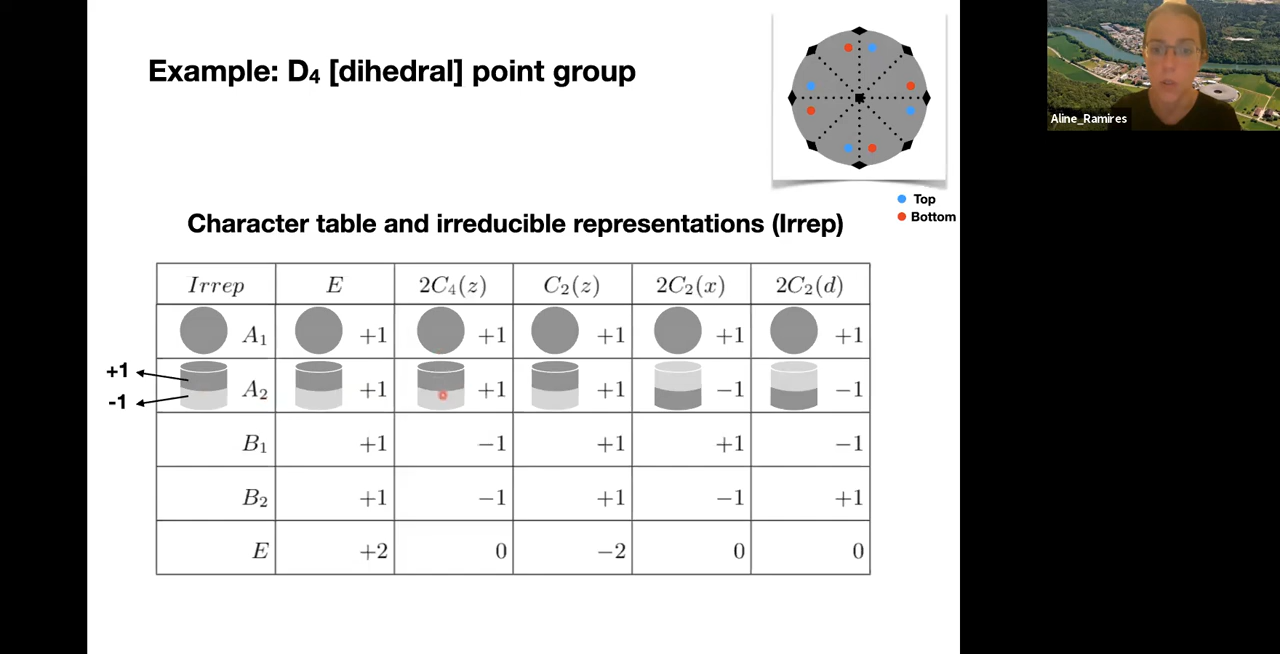 Example: D₄ [dihedral] point group
Aline_Ramires
Top
Bottom
Character table and irreducible representations (Irrep)
Irrep E 2C₄(z) C₂(z) 2C₂(x) 2C₂(d)
A₁ +1 +1 +1 +1 +1
+1
-1
A₂ +1 +1 +1 −1 −1
B₁ +1 −1 +1 +1 −1
B₂ +1 −1 +1 −1 +1
E +2 0 −2 0 0